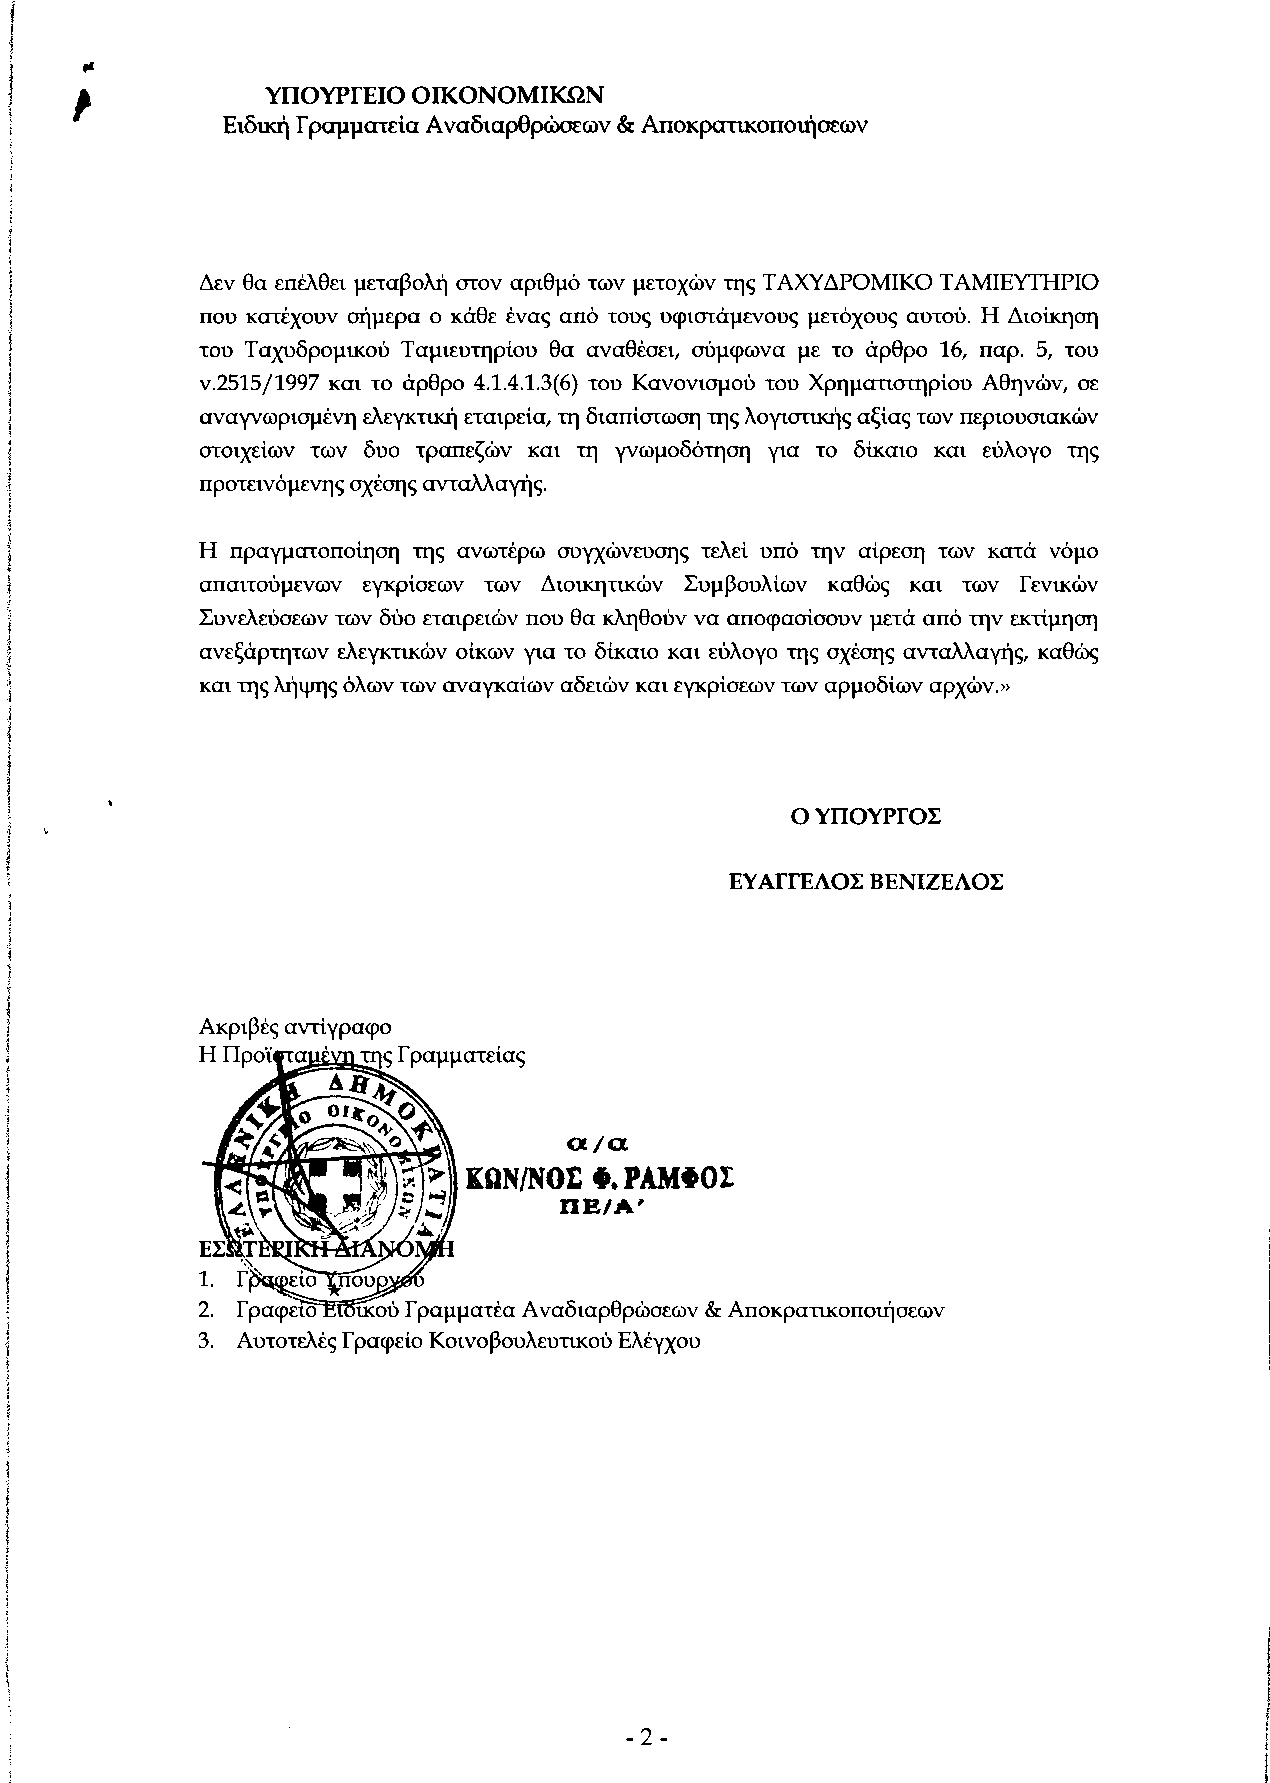 ΥΠΟΥΡΓΕΙΟ ΟΙΚΟΝΟΜΙΚΩΝ
Ειδική Γραμματεία Αναδιαρθρώσεων & Αποκρατικοποιήσεων
Δεν θα επέλθει μεταβολή στον αριθμό των μετοχών της ΤΑΧΥΔΡΟΜΙΚΟ ΤΑΜΙΕΥΤΗΡΙΟ
που κατέχουν σήμερα ο κάθε ένας από τους υφιστάμενους μετόχους αυτού. Η Διοίκηση
του Ταχυδρομικού Ταμιευτηρίου θα αναθέσει, σύμφωνα με το άρθρο 16, παρ. 5, του
ν.2515/1997 και το άρθρο 4.1.4.1.3(6) του Κανονισμού του Χρηματιστηρίου Αθηνών, σε
αναγνωρισμένη ελεγκτική εταιρεία, τη διαπίστωση της λογιστικής αξίας των περιουσιακών
στοιχείων των δυο τραπεζών και τη γνωμοδότηση για το δίκαιο και εύλογο της
προτεινόμενης σχέσης ανταλλαγής.
Η πραγματοποίηση της ανωτέρω συγχώνευσης τελεί υπό την αίρεση των κατά νόμο
απαιτούμενων εγκρίσεων των Διοικητικών Συμβουλίων καθώς και των Γενικών
Συνελεύσεων των δύο εταιρειών που θα κληθούν να αποφασίσουν μετά από την εκτίμηση
ανεξάρτητων ελεγκτικών οίκων για το δίκαιο και εύλογο της σχέσης ανταλλαγής, καθώς
και της λήψης όλων των αναγκαίων αδειών και εγκρίσεων των αρμοδίων αρχών.»
Ο ΥΠΟΥΡΓΟΣ
ΕΥΑΓΓΕΛΟΣ ΒΕΝΙΖΕΛΟΣ
Ακριβές αντίγραφο
Η Προϊσταμένη της Γραμματείας
ΕΛΛΗΝΙΚΗ ΔΗΜΟΚΡΑΤΙΑ
ΥΠΟΥΡΓΕΙΟ ΟΙΚΟΝΟΜΙΚΩΝ
α/α
ΚΩΝ/ΝΟΣ Φ. ΡΑΜΦΟΣ
ΠΕ/Α'
ΕΣΩΤΕΡΙΚΗ ΔΙΑΝΟΜΗ
1. Γραφείο Υπουργού
2. Γραφείο Ειδικού Γραμματέα Αναδιαρθρώσεων & Αποκρατικοποιήσεων
3. Αυτοτελές Γραφείο Κοινοβουλευτικού Ελέγχου
- 2 -